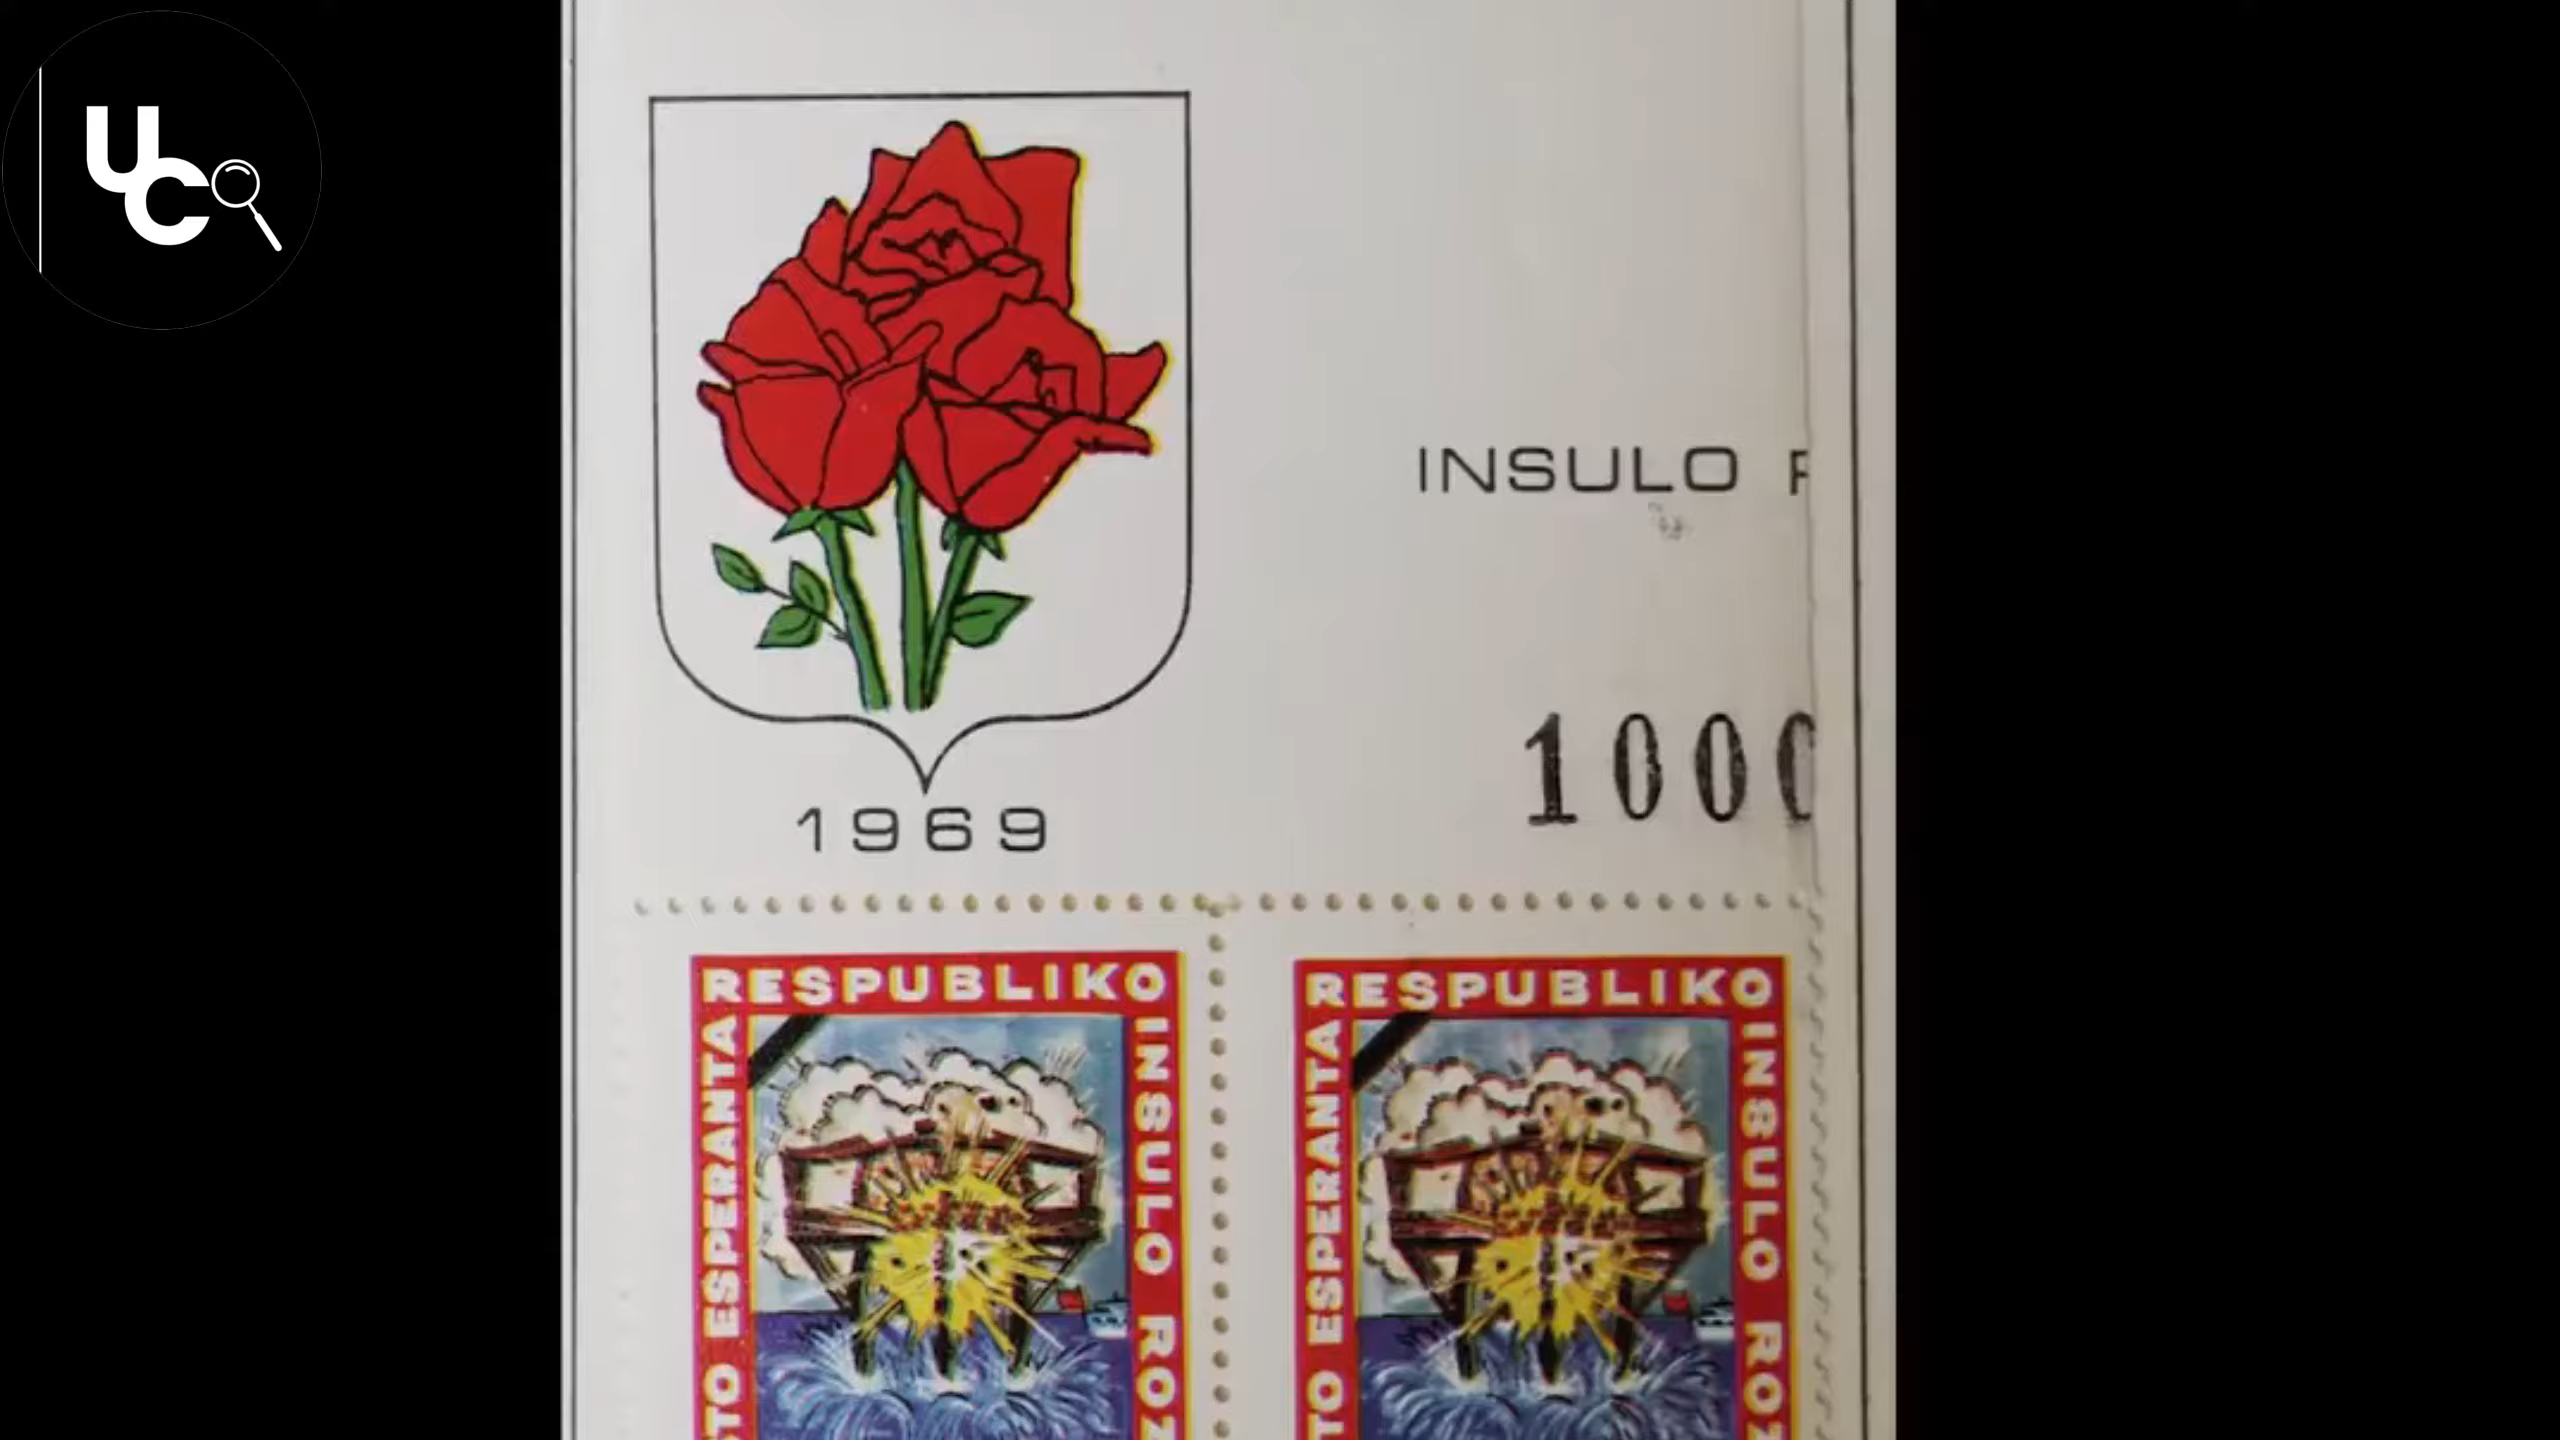 UC
INSULO
1000
1969
RESPUBLIKO
INSULO
ESPERANTA
RESPUBLIKO
INSULO
ESPERANTA